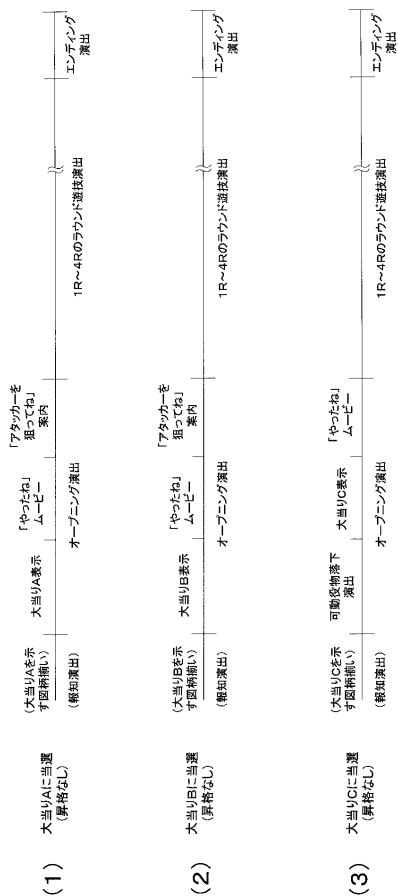 (1)
大当りAに当選
(昇格なし)
(大当りAを示
す図柄揃い)
(報知演出)
大当りA表示
「やったね」
ムービー
「アタッカーを
狙ってね」
案内
オープニング演出
1R～4Rのラウンド遊技演出
エンディング
演出
(2)
大当りBに当選
(昇格なし)
(大当りBを示
す図柄揃い)
(報知演出)
大当りB表示
「やったね」
ムービー
「アタッカーを
狙ってね」
案内
オープニング演出
1R～4Rのラウンド遊技演出
エンディング
演出
(3)
大当りCに当選
(昇格なし)
(大当りCを示
す図柄揃い)
(報知演出)
可動役物落下
演出
大当りC表示
「やったね」
ムービー
オープニング演出
1R～4Rのラウンド遊技演出
エンディング
演出